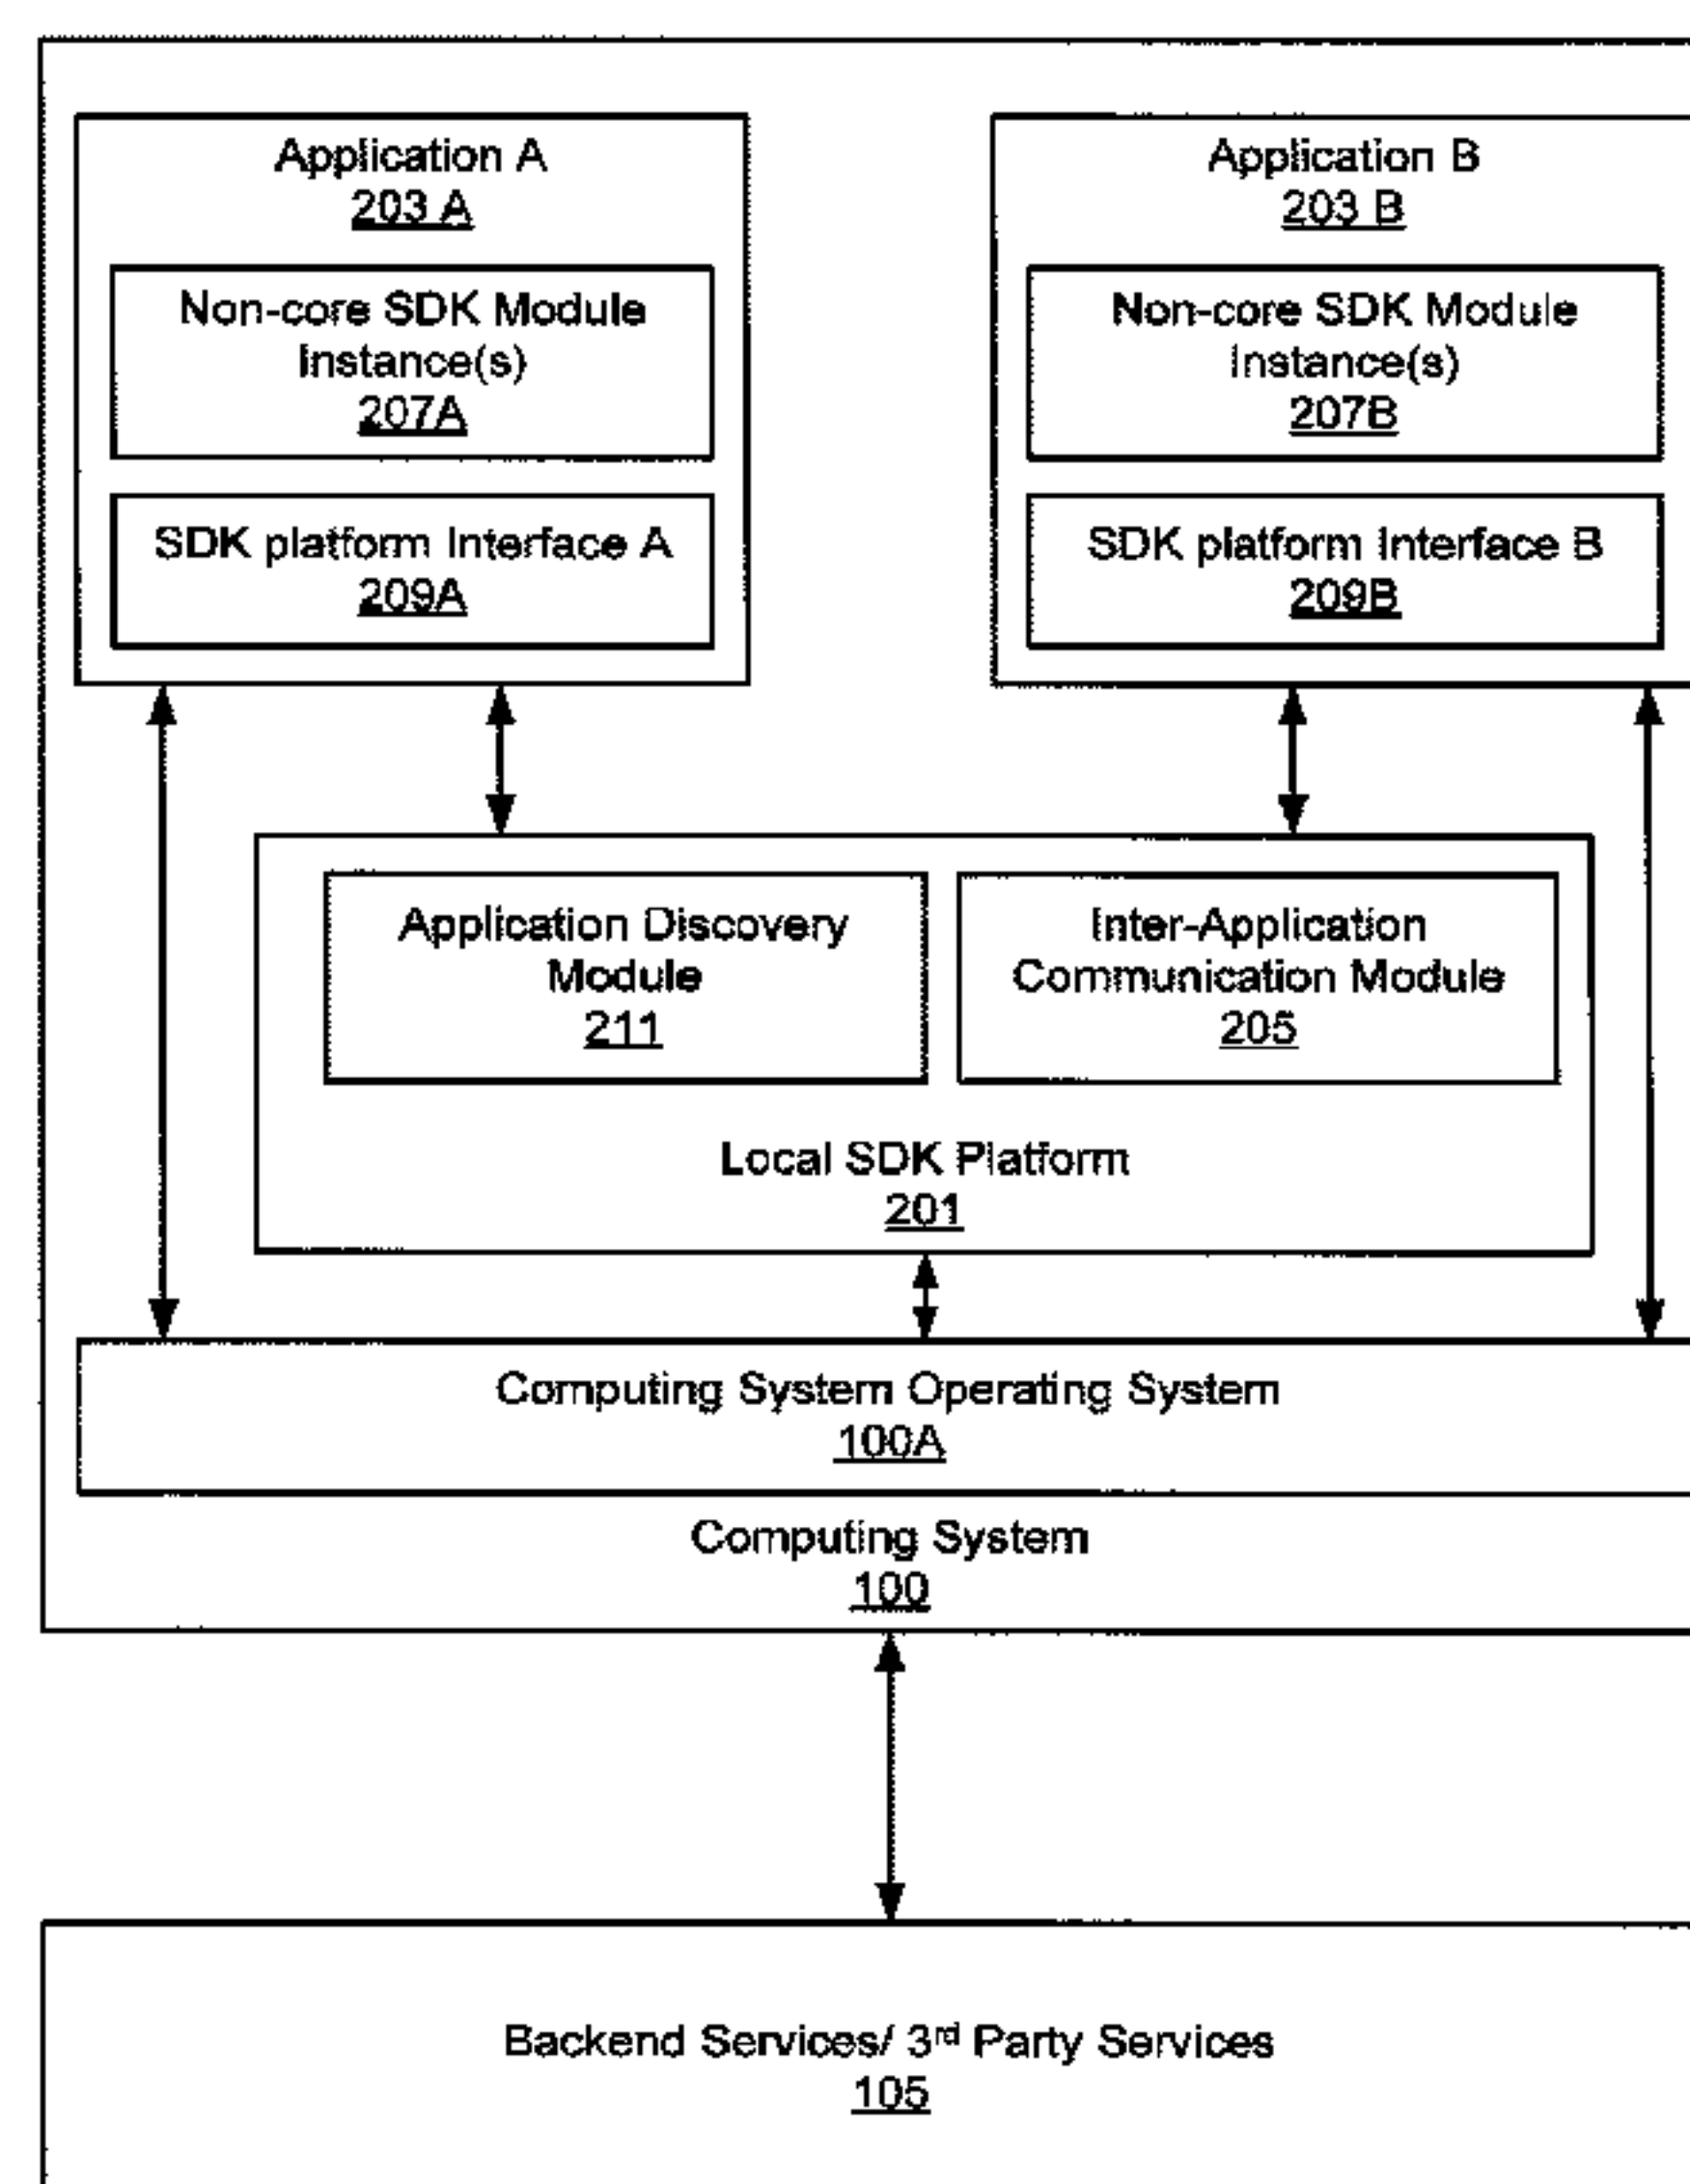 Application A
203 A
Non-core SDK Module
Instance(s)
207A
SDK platform Interface A
209A
Application B
203 B
Non-core SDK Module
Instance(s)
207B
SDK platform Interface B
209B
Application Discovery
Module
211
Inter-Application
Communication Module
205
Local SDK Platform
201
Computing System Operating System
100A
Computing System
100
Backend Services/ 3rd Party Services
105